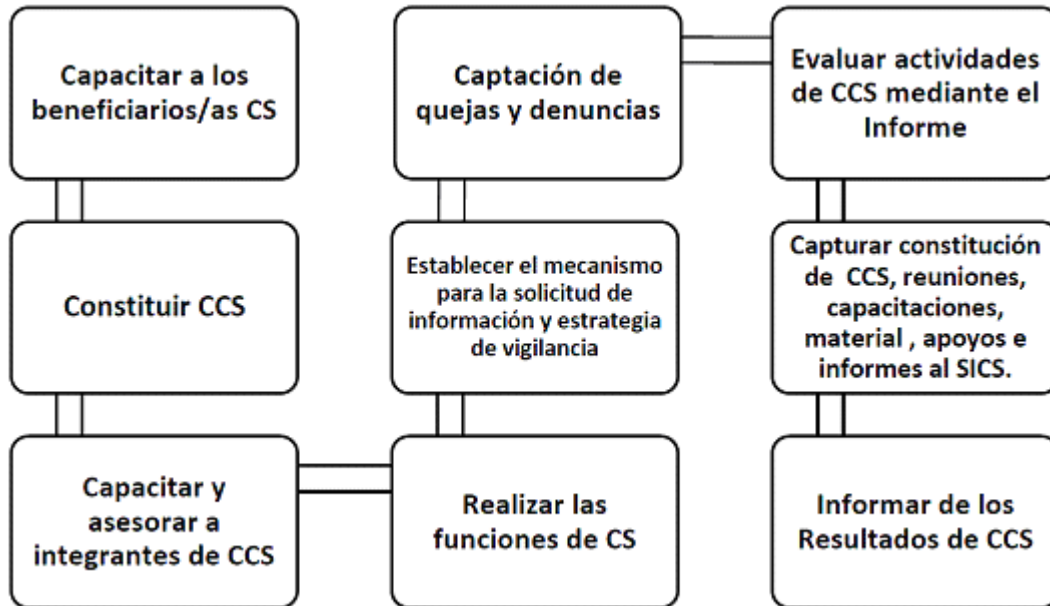 Capacitar a los
beneficiarios/as CS
Constituir CCS
Capacitar y
asesorar a
integrantes de CCS
Realizar las
funciones de CS
Establecer el mecanismo
para la solicitud de
información y estrategia
de vigilancia
Captación de
quejas y denuncias
Evaluar actividades
de CCS mediante el
Informe
Capturar constitución
de CCS, reuniones,
capacitaciones,
material , apoyos e
informes al SICS.
Informar de los
Resultados de CCS